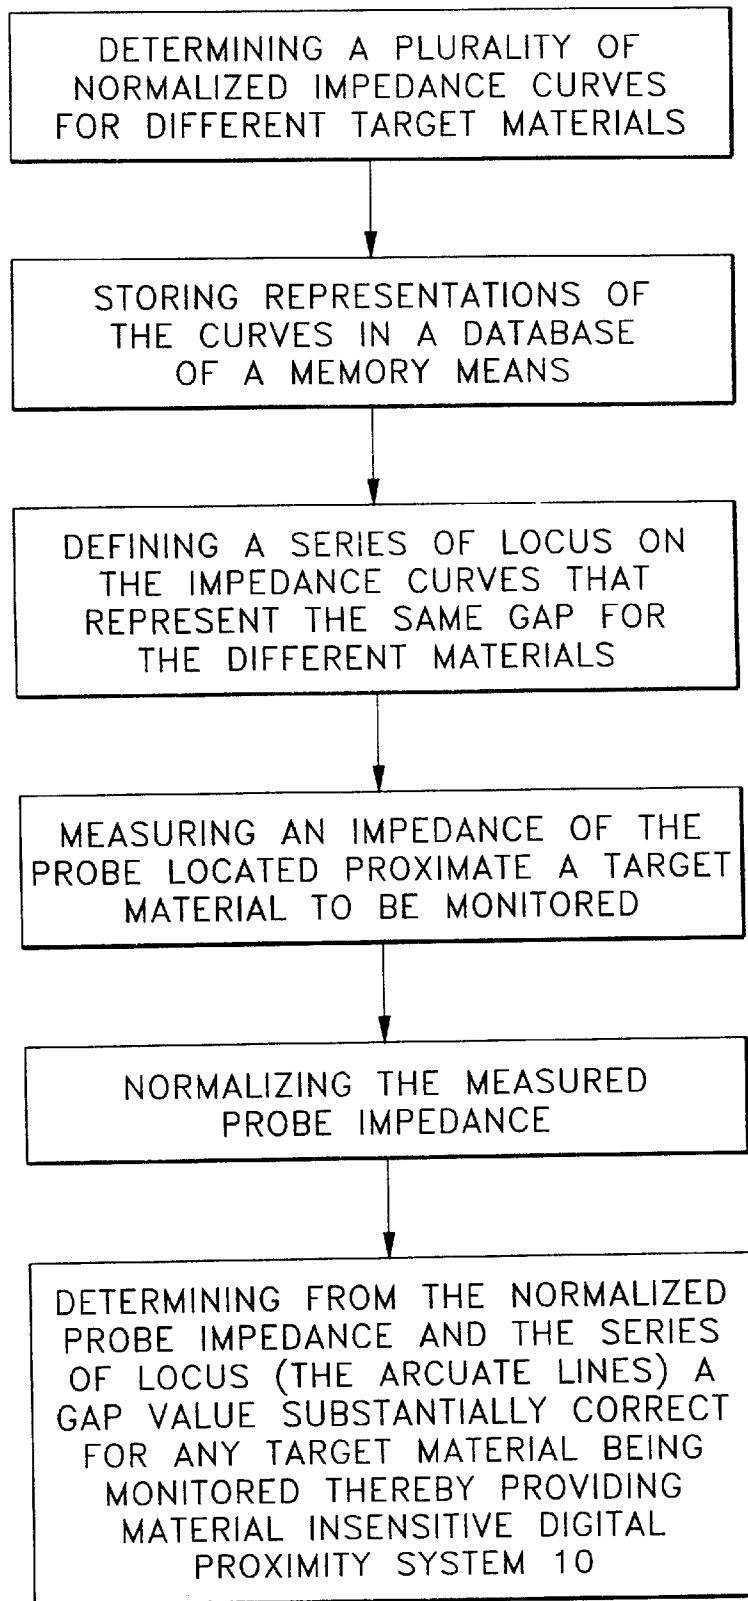 DETERMINING A PLURALITY OF
NORMALIZED IMPEDANCE CURVES
FOR DIFFERENT TARGET MATERIALS
STORING REPRESENTATIONS OF
THE CURVES IN A DATABASE
OF A MEMORY MEANS
DEFINING A SERIES OF LOCUS ON
THE IMPEDANCE CURVES THAT
REPRESENT THE SAME GAP FOR
THE DIFFERENT MATERIALS
MEASURING AN IMPEDANCE OF THE
PROBE LOCATED PROXIMATE A TARGET
MATERIAL TO BE MONITORED
NORMALIZING THE MEASURED
PROBE IMPEDANCE
DETERMINING FROM THE NORMALIZED
PROBE IMPEDANCE AND THE SERIES
OF LOCUS (THE ARCUATE LINES) A
GAP VALUE SUBSTANTIALLY CORRECT
FOR ANY TARGET MATERIAL BEING
MONITORED THEREBY PROVIDING
MATERIAL INSENSITIVE DIGITAL
PROXIMITY SYSTEM 10